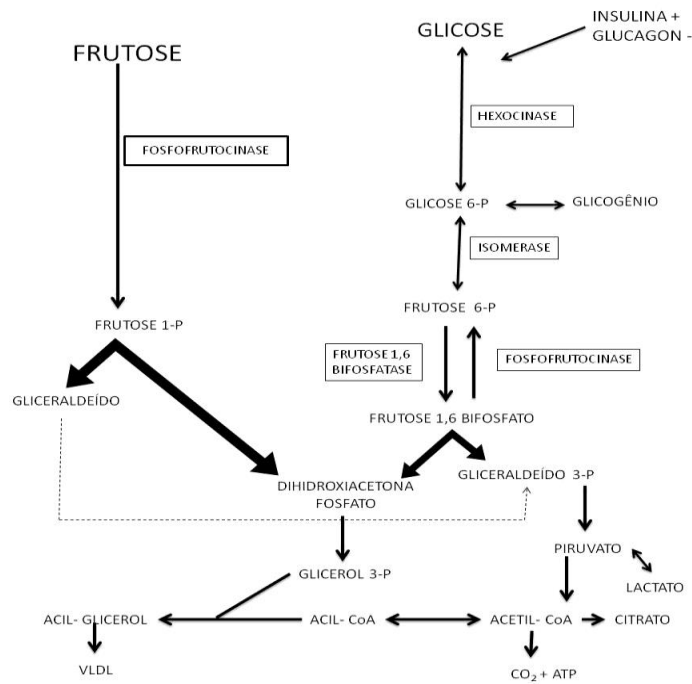 INSULINA +
GLUCAGON -
GLICOSE
FRUTOSE
HEXOCINASE
FOSFOFRUTOCINASE
GLICOSE 6-P
GLICOGÊNIO
ISOMERASE
FRUTOSE 6-P
FRUTOSE 1-P
FRUTOSE 1,6
BIFOSFATASE
FOSFOFRUTOCINASE
GLICERALDEÍDO
FRUTOSE 1,6 BIFOSFATO
GLICERALDEÍDO 3-P
DIHIDROXIACETONA
FOSFATO
PIRUVATO
GLICEROL 3-P
LACTATO
ACIL- GLICEROL
ACIL- CoA
ACETIL- CoA
CITRATO
VLDL
CO₂ + ATP